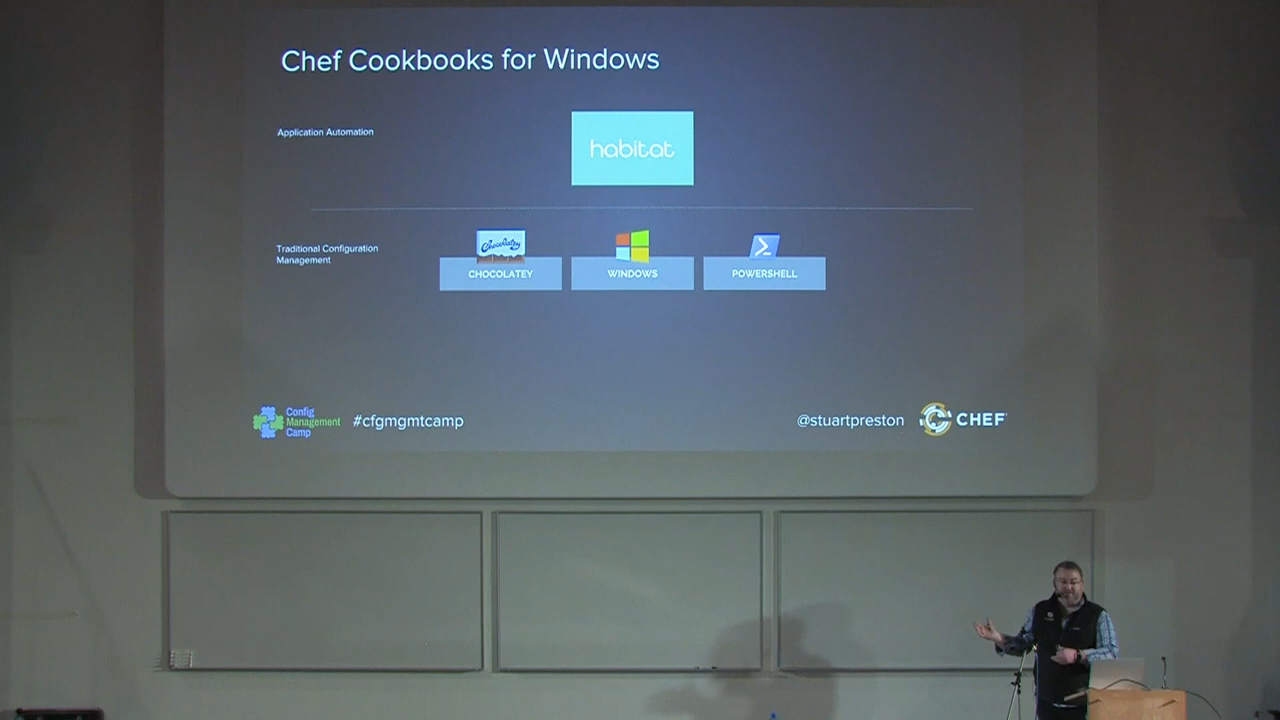 Chef Cookbooks for Windows
Application Automation
habitat
Traditional Configuration
Management
Chocolatey
CHOCOLATEY
WINDOWS
POWERSHELL
Config
Management
Camp
#cfgmgmtcamp
@stuartpreston
CHEF